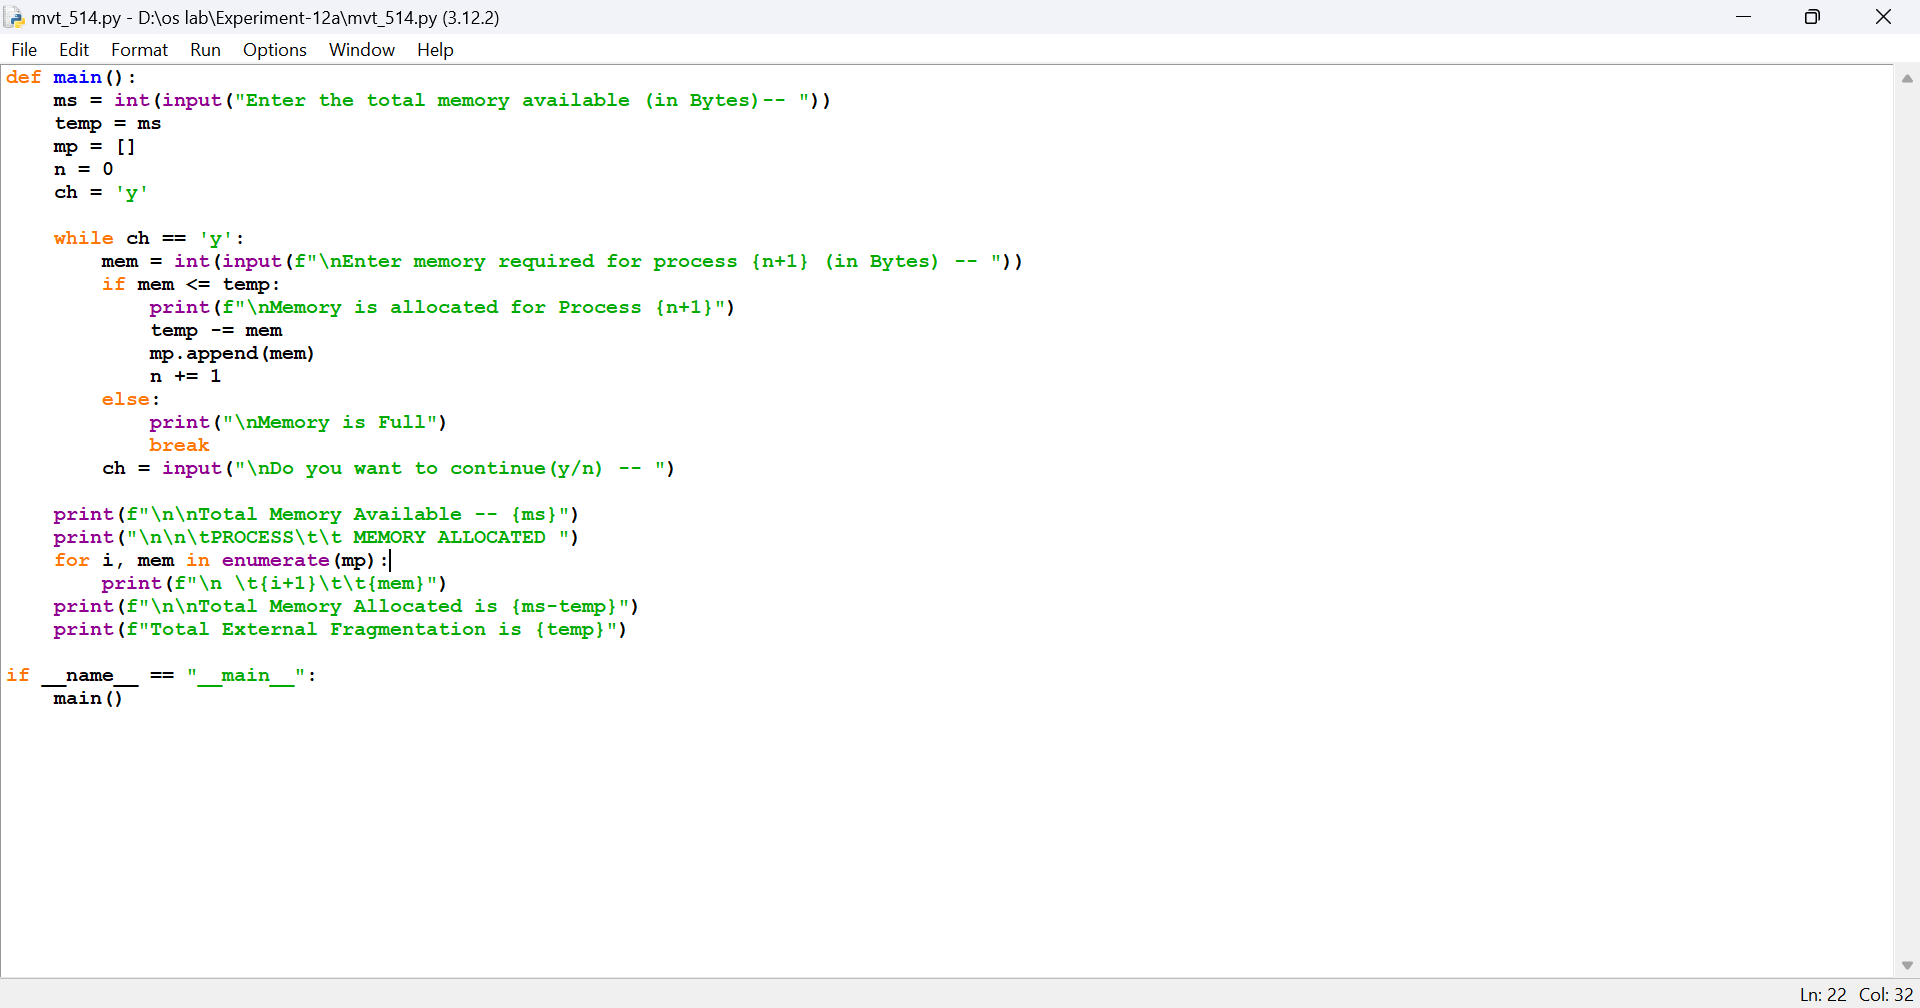 mvt_514.py - D:\os lab\Experiment-12a\mvt_514.py (3.12.2)
File Edit Format Run Options Window Help
def main():
    ms = int(input("Enter the total memory available (in Bytes)-- "))
    temp = ms
    mp = []
    n = 0
    ch = 'y'

    while ch == 'y':
        mem = int(input(f"\nEnter memory required for process {n+1} (in Bytes) -- "))
        if mem <= temp:
            print(f"\nMemory is allocated for Process {n+1}")
            temp -= mem
            mp.append(mem)
            n += 1
        else:
            print("\nMemory is Full")
            break
        ch = input("\nDo you want to continue(y/n) -- ")

    print(f"\n\nTotal Memory Available -- {ms}")
    print("\n\n\tPROCESS\t\t MEMORY ALLOCATED ")
    for i, mem in enumerate(mp):
        print(f"\n \t{i+1}\t\t{mem}")
    print(f"\n\nTotal Memory Allocated is {ms-temp}")
    print(f"Total External Fragmentation is {temp}")

if __name__ == "__main__":
    main()
Ln: 22 Col: 32